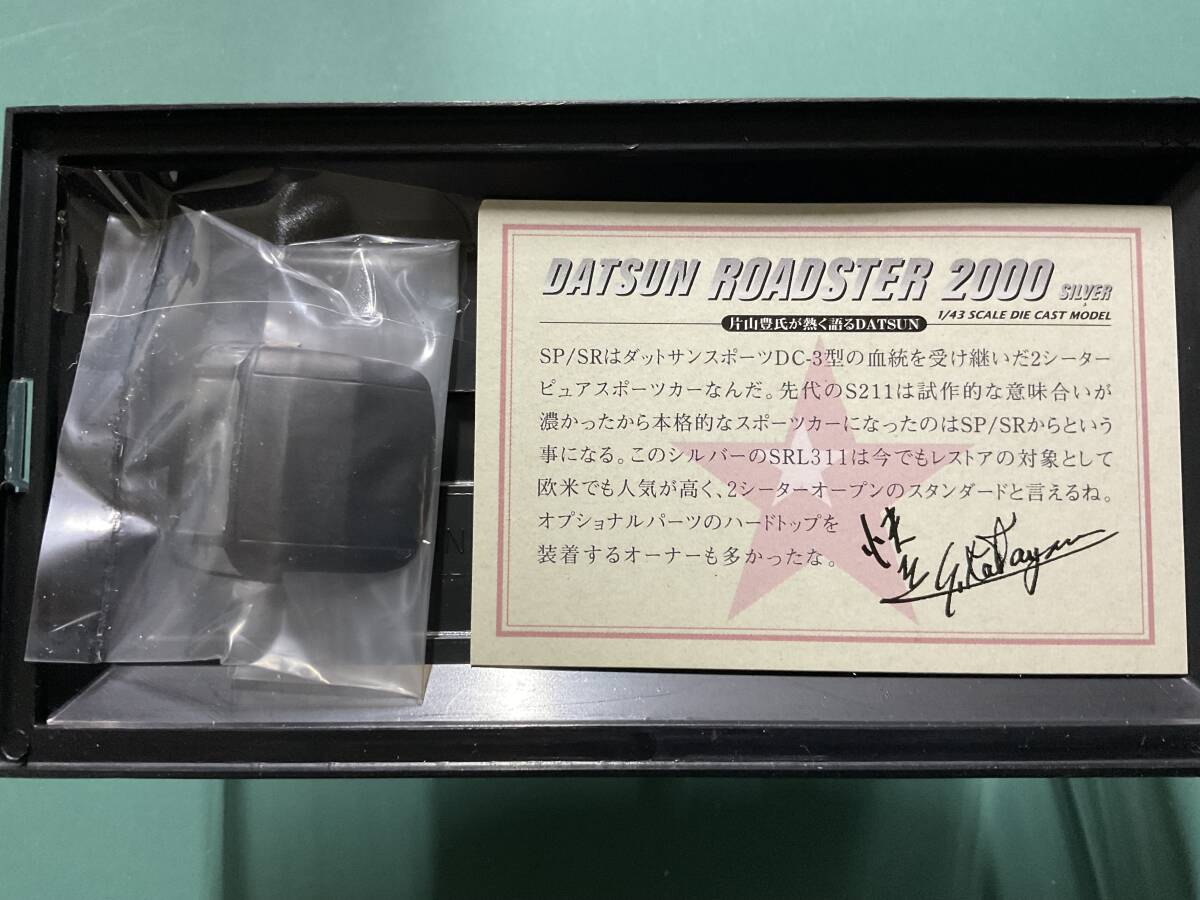 DATSUN ROADSTER 2000 SILVER
1/43 SCALE DIE CAST MODEL
片山豊氏が熱く語るDATSUN
SP/SRはダットサンスポーツDC-3型の血統を受け継いだ2シーター
ピュアスポーツカーなんだ。先代のS211は試作的な意味合いが
濃かったから本格的なスポーツカーになったのはSP/SRからという
事になる。このシルバーのSRL311は今でもレストアの対象として
欧米でも人気が高く、2シーターオープンのスタンダードと言えるね。
オプショナルパーツのハードトップを
装着するオーナーも多かったな。